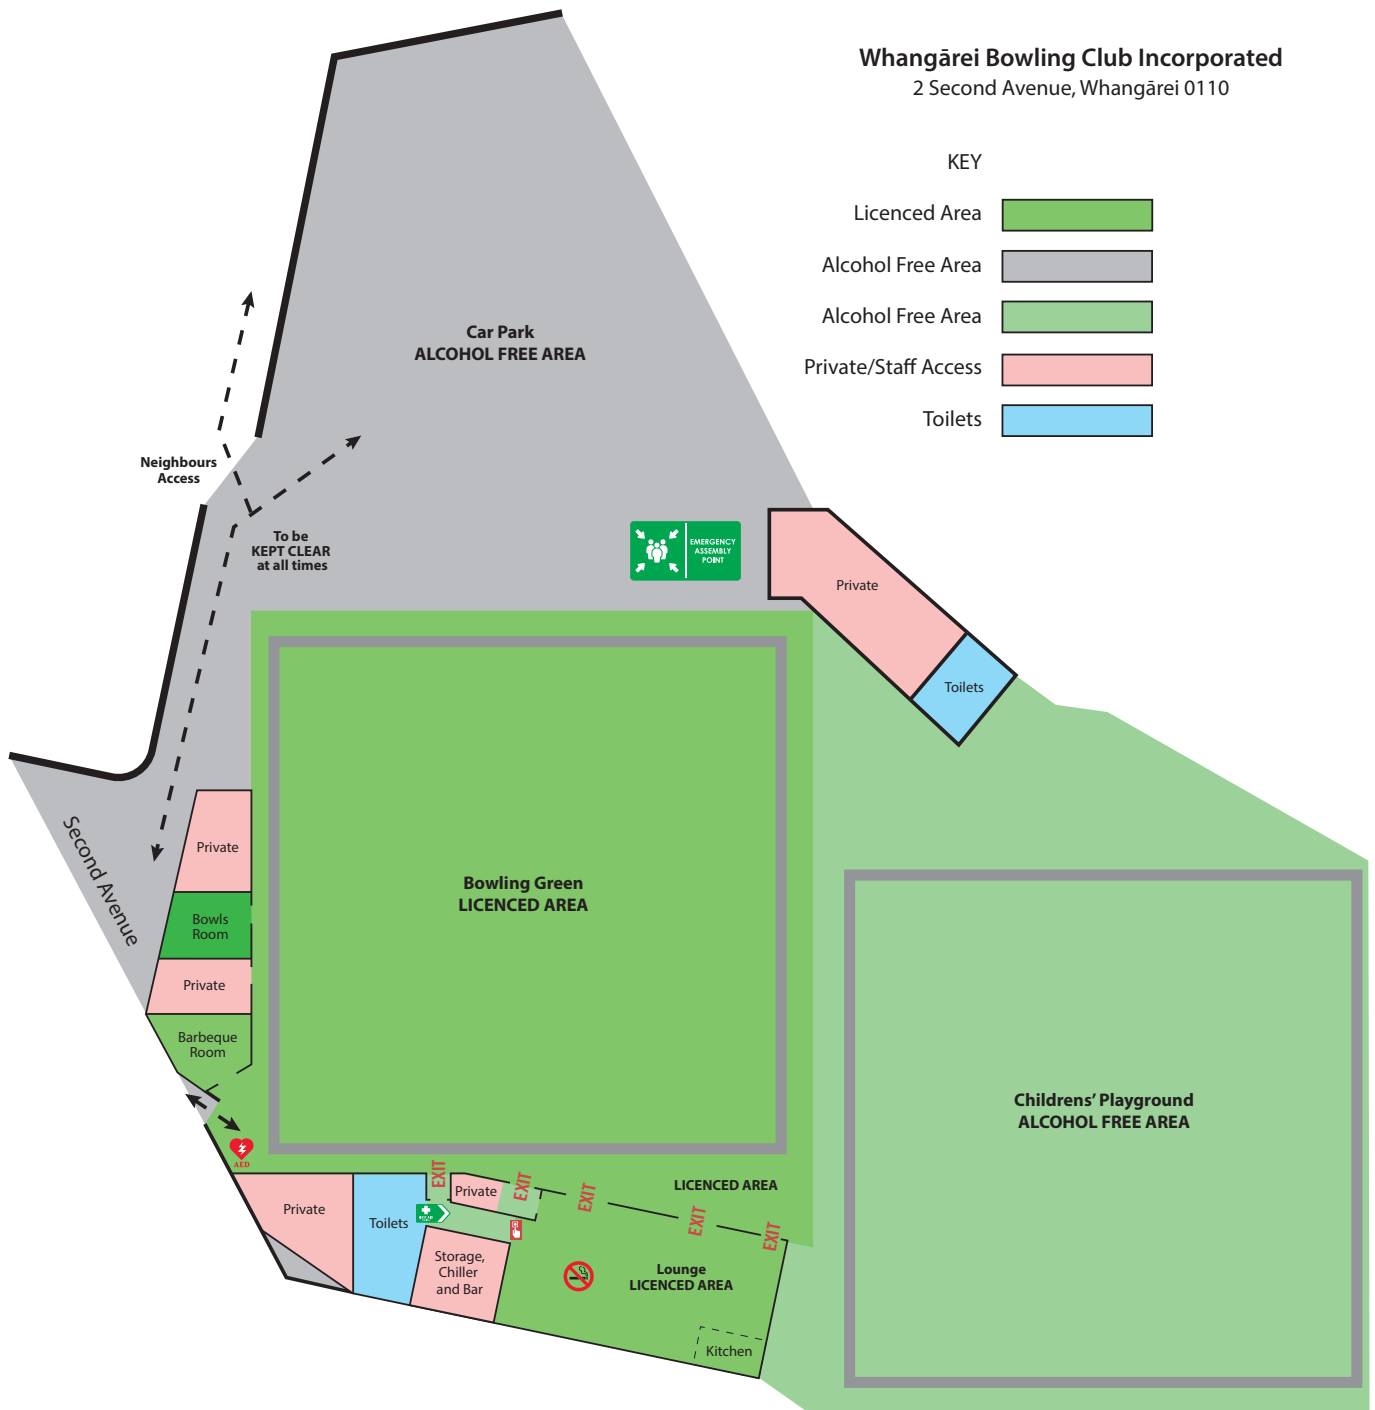 Whangārei Bowling Club Incorporated
2 Second Avenue, Whangārei 0110
KEY
Licenced Area
Alcohol Free Area
Alcohol Free Area
Private/Staff Access
Toilets
Car Park
ALCOHOL FREE AREA
Neighbours
Access
To be
KEPT CLEAR
at all times
EMERGENCY
ASSEMBLY
POINT
Private
Toilets
Second Avenue
Private
Bowls
Room
Private
Barbeque
Room
Bowling Green
LICENCED AREA
Childrens' Playground
ALCOHOL FREE AREA
AED
EXIT
Private
EXIT
EXIT
LICENCED AREA
EXIT
EXIT
Private
Toilets
Storage,
Chiller
and Bar
Lounge
LICENCED AREA
Kitchen